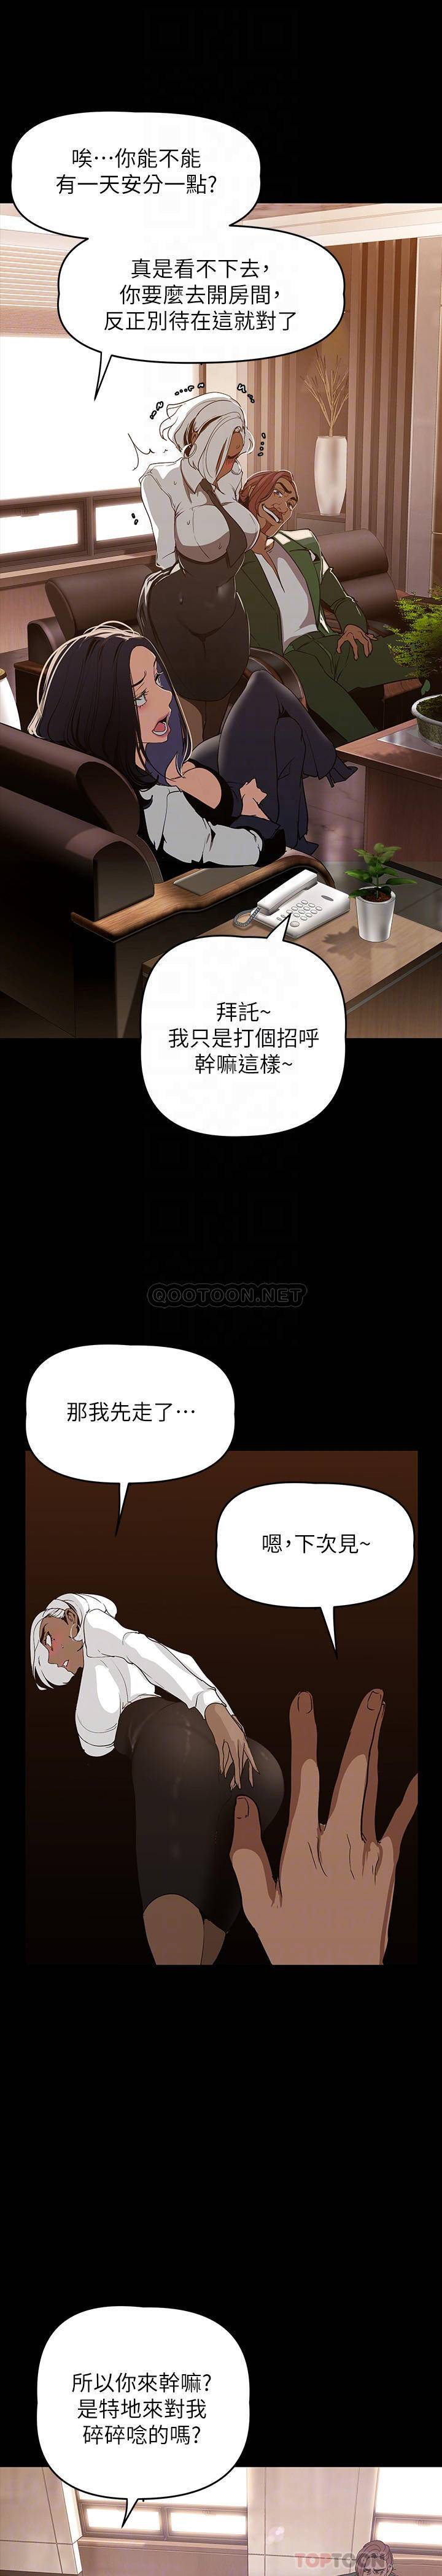 唉…你能不能
有一天安分一點?
真是看不下去,
你要麼去開房間,
反正別待在這就對了
拜託~
我只是打個招呼
幹嘛這樣~
QOOTOON.NET
那我先走了…
嗯,下次見~
所以你來幹嘛?
是特地來對我
碎碎唸的嗎?
TOPTOON